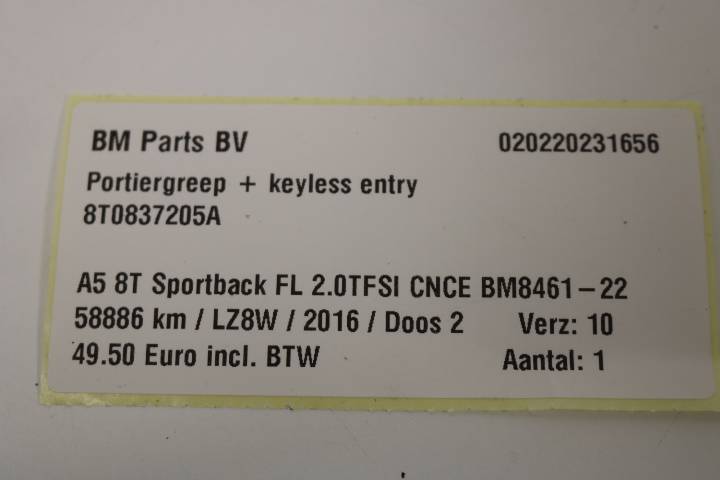 BM Parts BV 020220231656
Portiergreep + keyless entry
8T0837205A
A5 8T Sportback FL 2.0TFSI CNCE BM8461-22
58886 km / LZ8W / 2016 / Doos 2 Verz: 10
49.50 Euro incl. BTW Aantal: 1